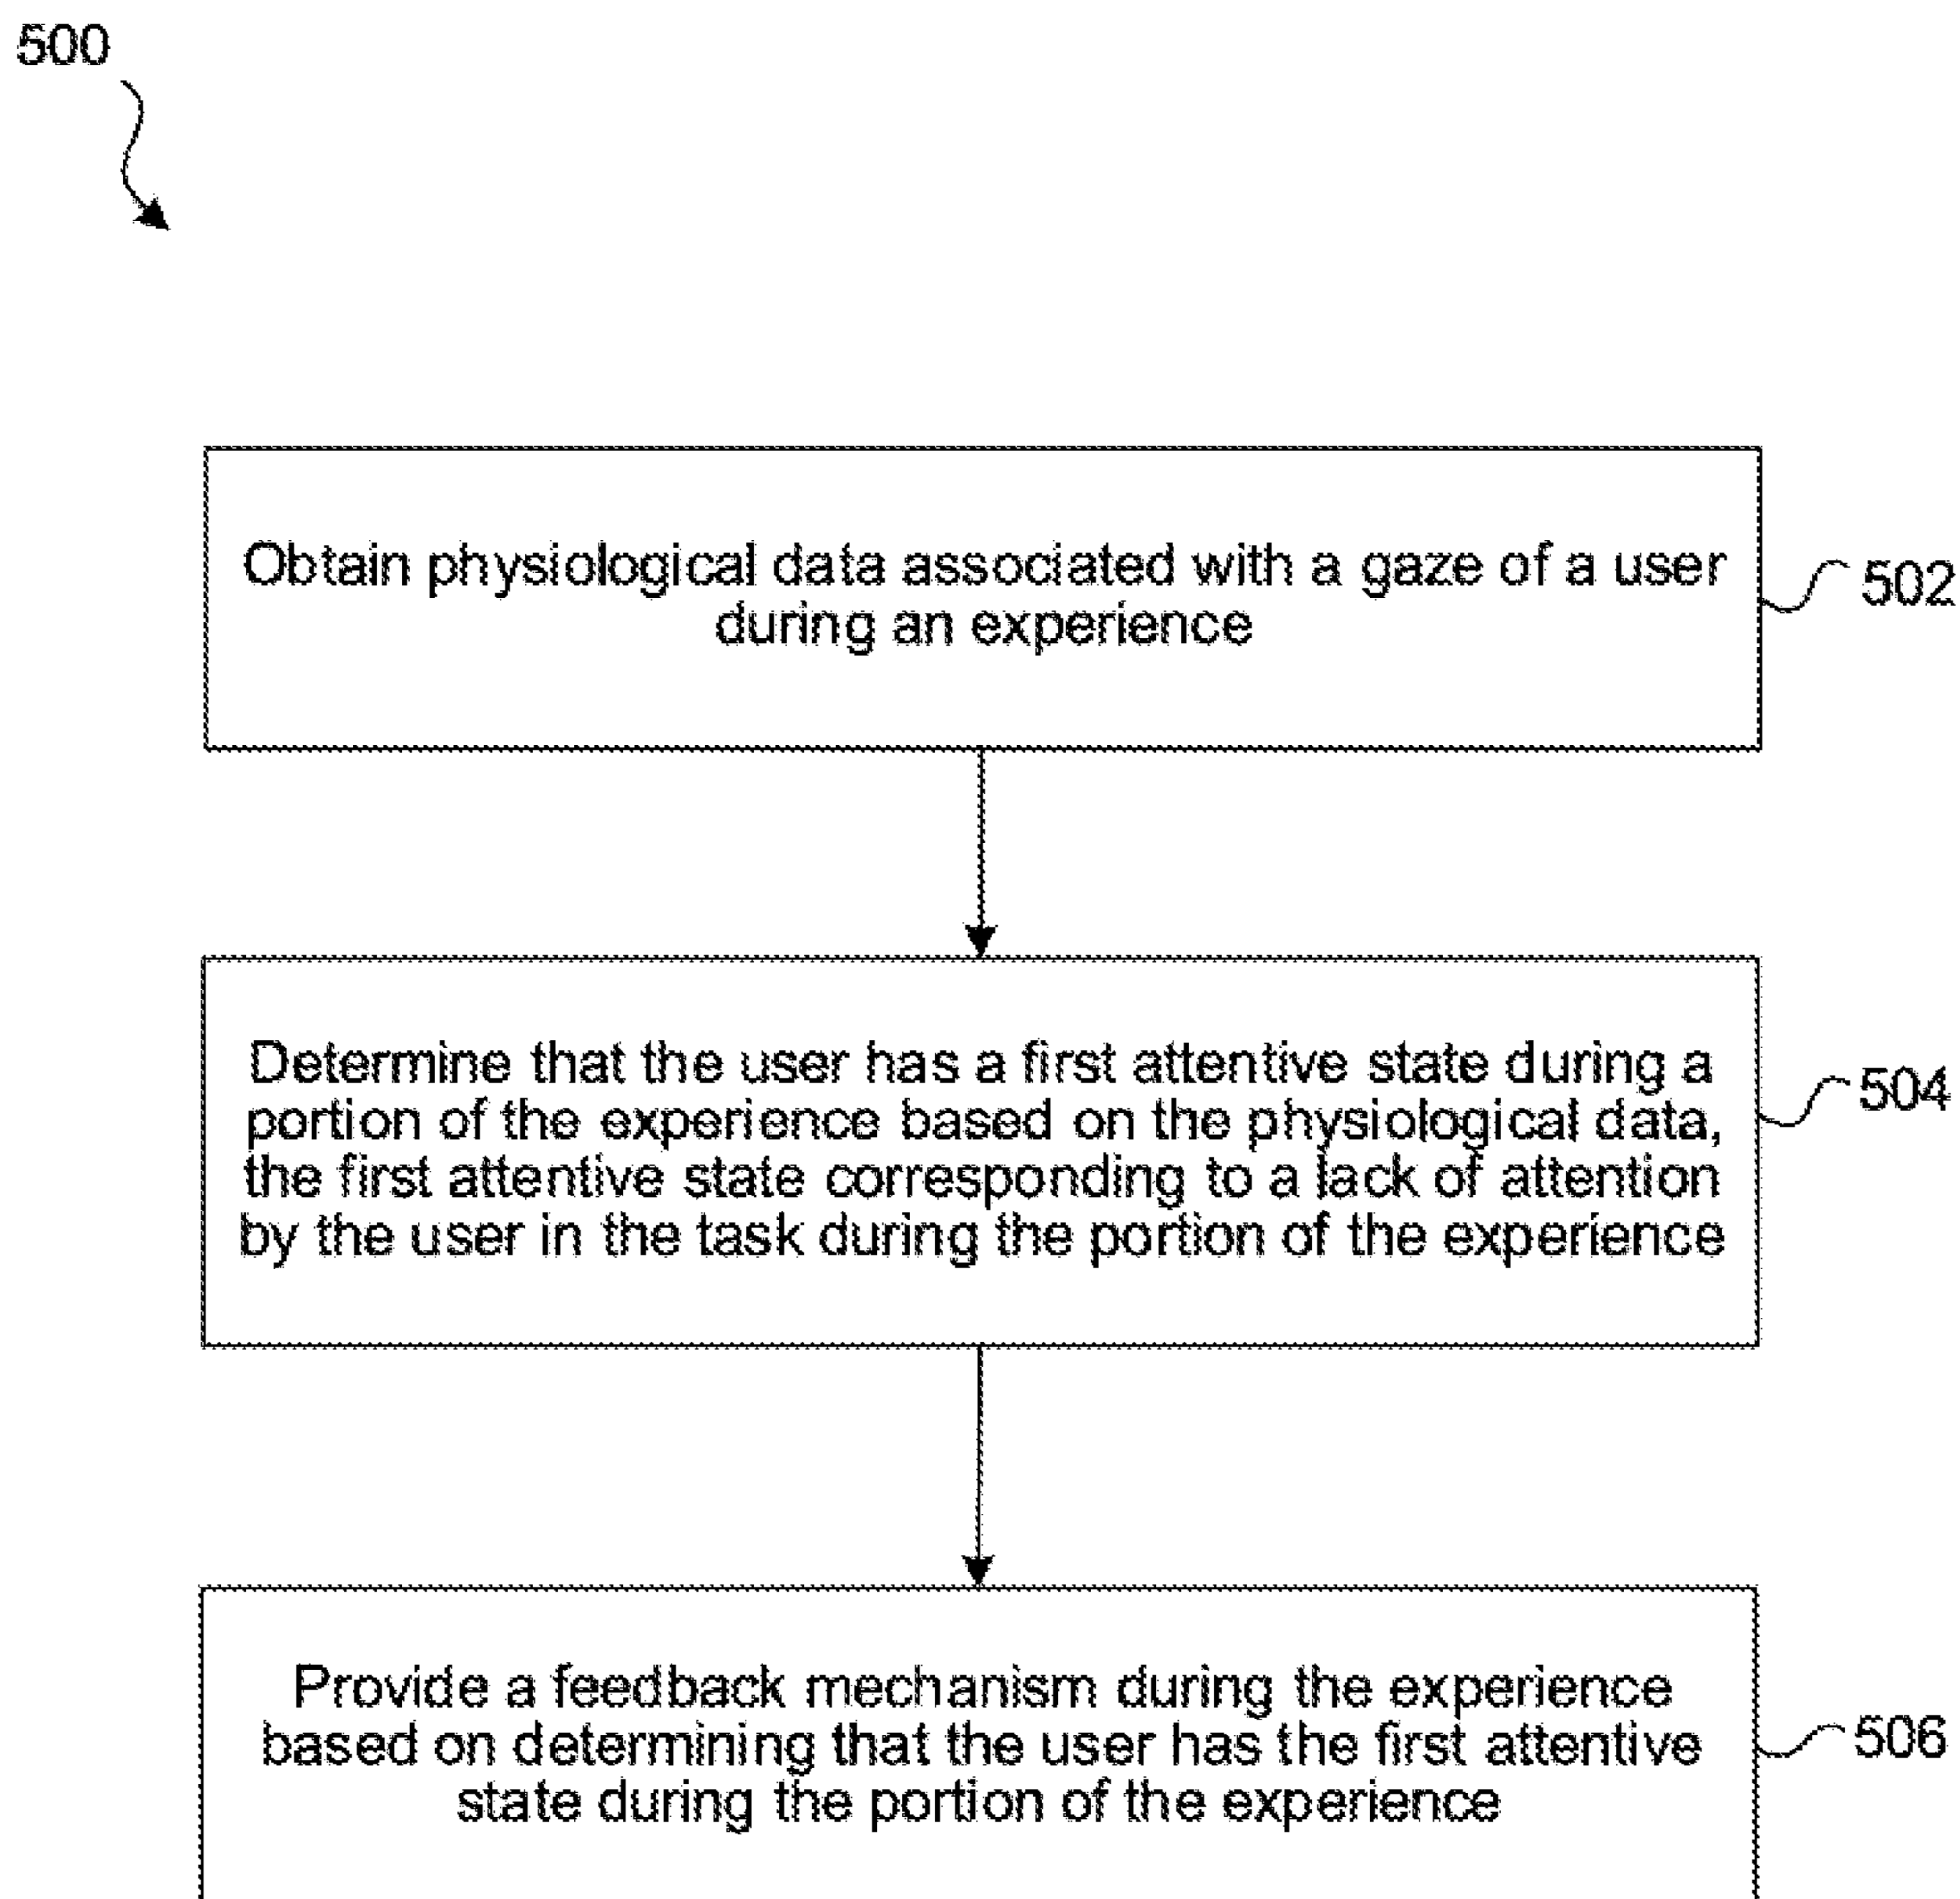 500
Obtain physiological data associated with a gaze of a user
during an experience
502
Determine that the user has a first attentive state during a
portion of the experience based on the physiological data,
the first attentive state corresponding to a lack of attention
by the user in the task during the portion of the experience
504
Provide a feedback mechanism during the experience
based on determining that the user has the first attentive
state during the portion of the experience
506